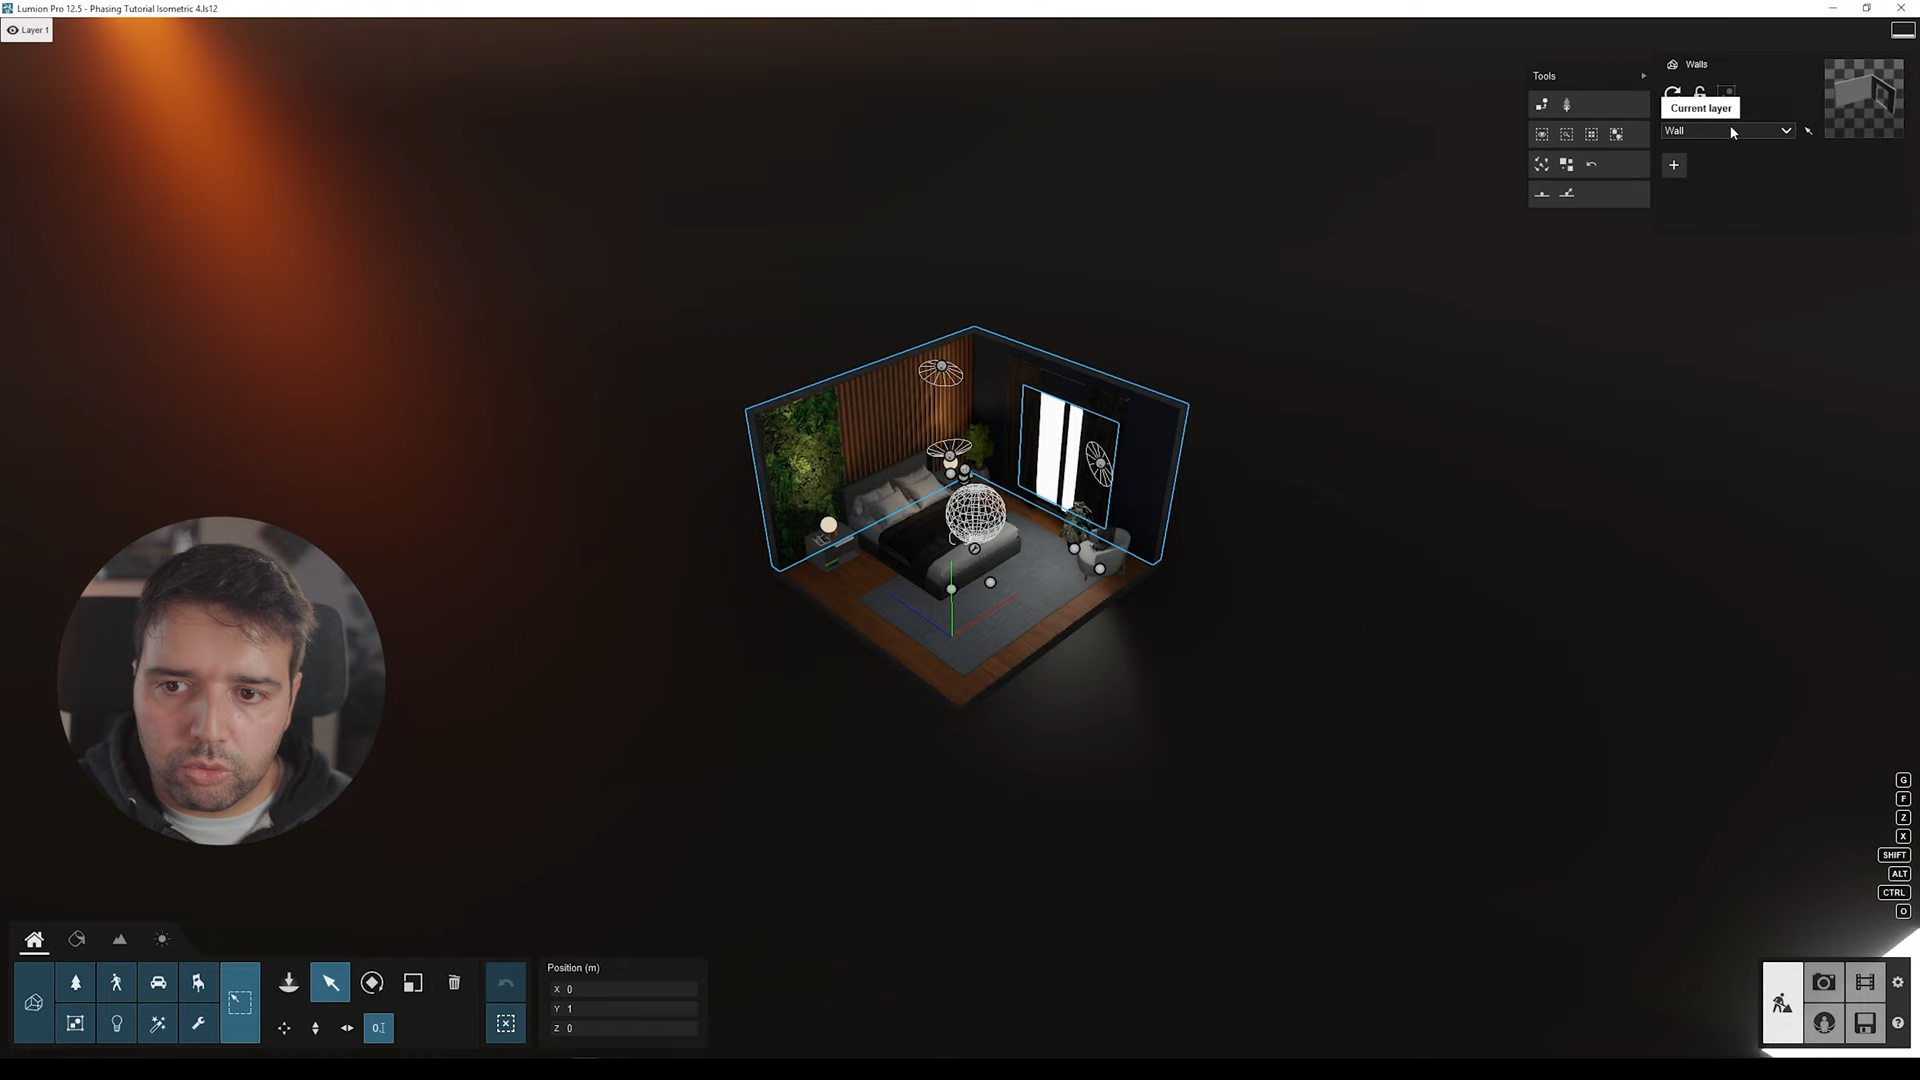 Lumion Pro 12.5 - Phasing Tutorial Isometric 4.ls12
Layer 1
Walls
Tools
Current layer
Wall
G
F
Z
X
SHIFT
ALT
CTRL
O
Position (m)
X 0
Y 1
Z 0